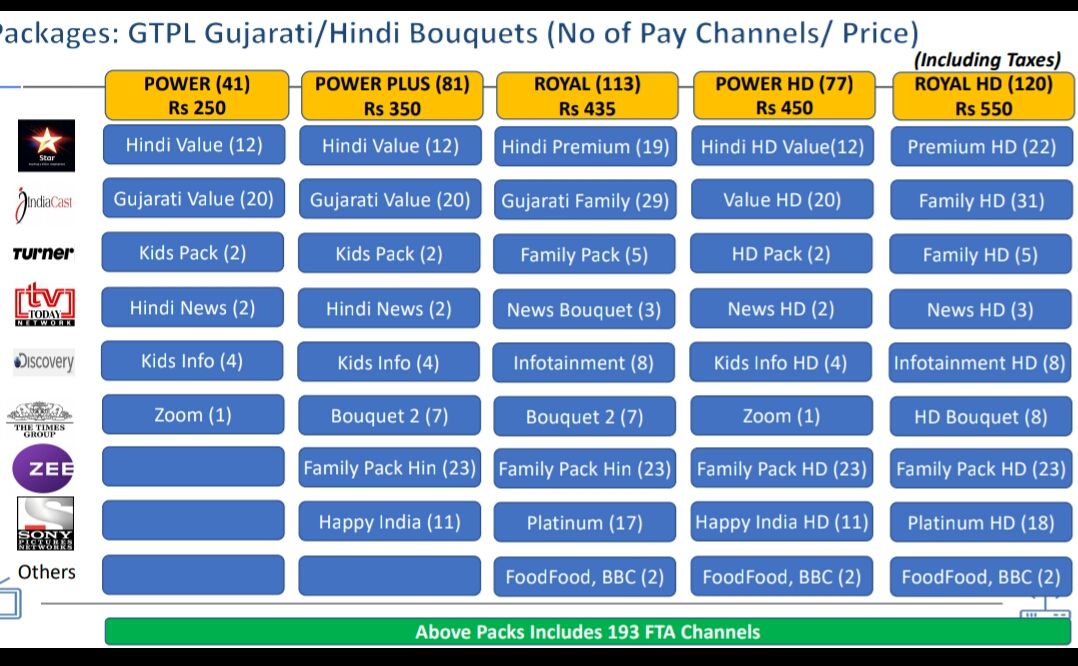 Packages: GTPL Gujarati/Hindi Bouquets (No of Pay Channels/ Price)
(Including Taxes)
POWER (41) POWER PLUS (81) ROYAL (113) POWER HD (77) ROYAL HD (120)
Rs 250 Rs 350 Rs 435 Rs 450 Rs 550
Star Hindi Value (12) Hindi Value (12) Hindi Premium (19) Hindi HD Value(12) Premium HD (22)
IndiaCast Gujarati Value (20) Gujarati Value (20) Gujarati Family (29) Value HD (20) Family HD (31)
Turner Kids Pack (2) Kids Pack (2) Family Pack (5) HD Pack (2) Family HD (5)
tv TODAY NETWORK Hindi News (2) Hindi News (2) News Bouquet (3) News HD (2) News HD (3)
Discovery Kids Info (4) Kids Info (4) Infotainment (8) Kids Info HD (4) Infotainment HD (8)
THE TIMES GROUP Zoom (1) Bouquet 2 (7) Bouquet 2 (7) Zoom (1) HD Bouquet (8)
ZEE Family Pack Hin (23) Family Pack Hin (23) Family Pack HD (23) Family Pack HD (23)
SONY PICTURES NETWORKS Happy India (11) Platinum (17) Happy India HD (11) Platinum HD (18)
Others FoodFood, BBC (2) FoodFood, BBC (2) FoodFood, BBC (2)
Above Packs Includes 193 FTA Channels